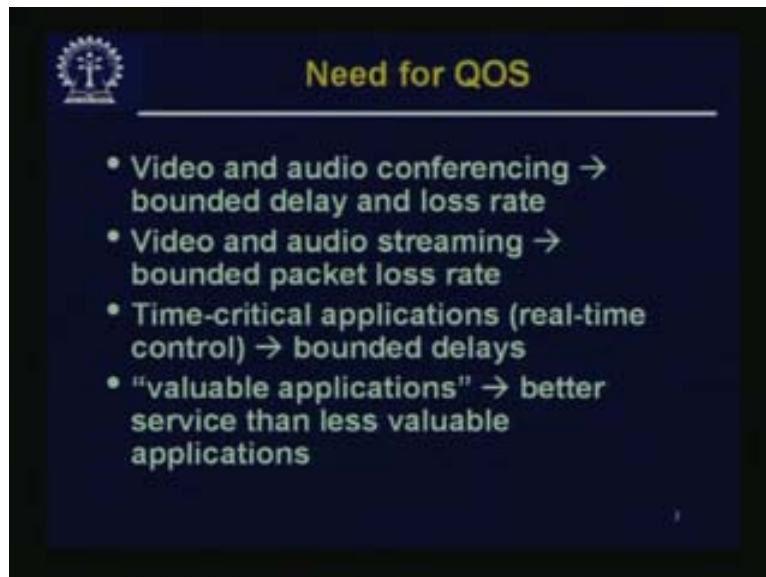 Need for QOS
• Video and audio conferencing →
bounded delay and loss rate
• Video and audio streaming →
bounded packet loss rate
• Time-critical applications (real-time
control) → bounded delays
• "valuable applications" → better
service than less valuable
applications